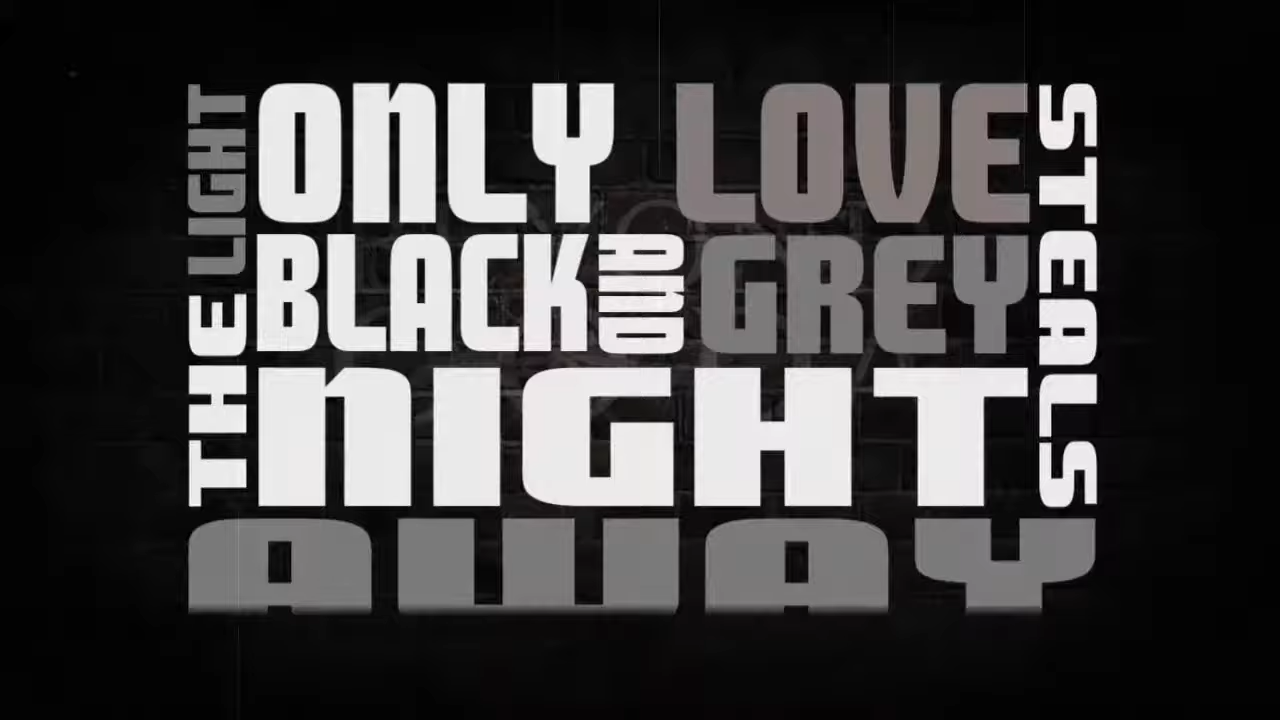 THE LIGHT
ONLY LOVE
BLACK AND GREY
NIGHT
STEALS
AWAY